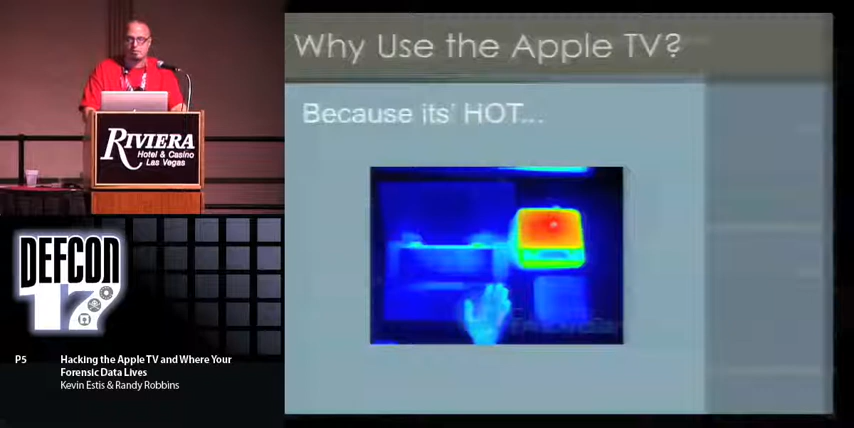 Why Use the Apple TV?
Because its' HOT...
RIVIERA
Hotel & Casino
Las Vegas
DEFCON
17
P5
Hacking the Apple TV and Where Your
Forensic Data Lives
Kevin Estis & Randy Robbins